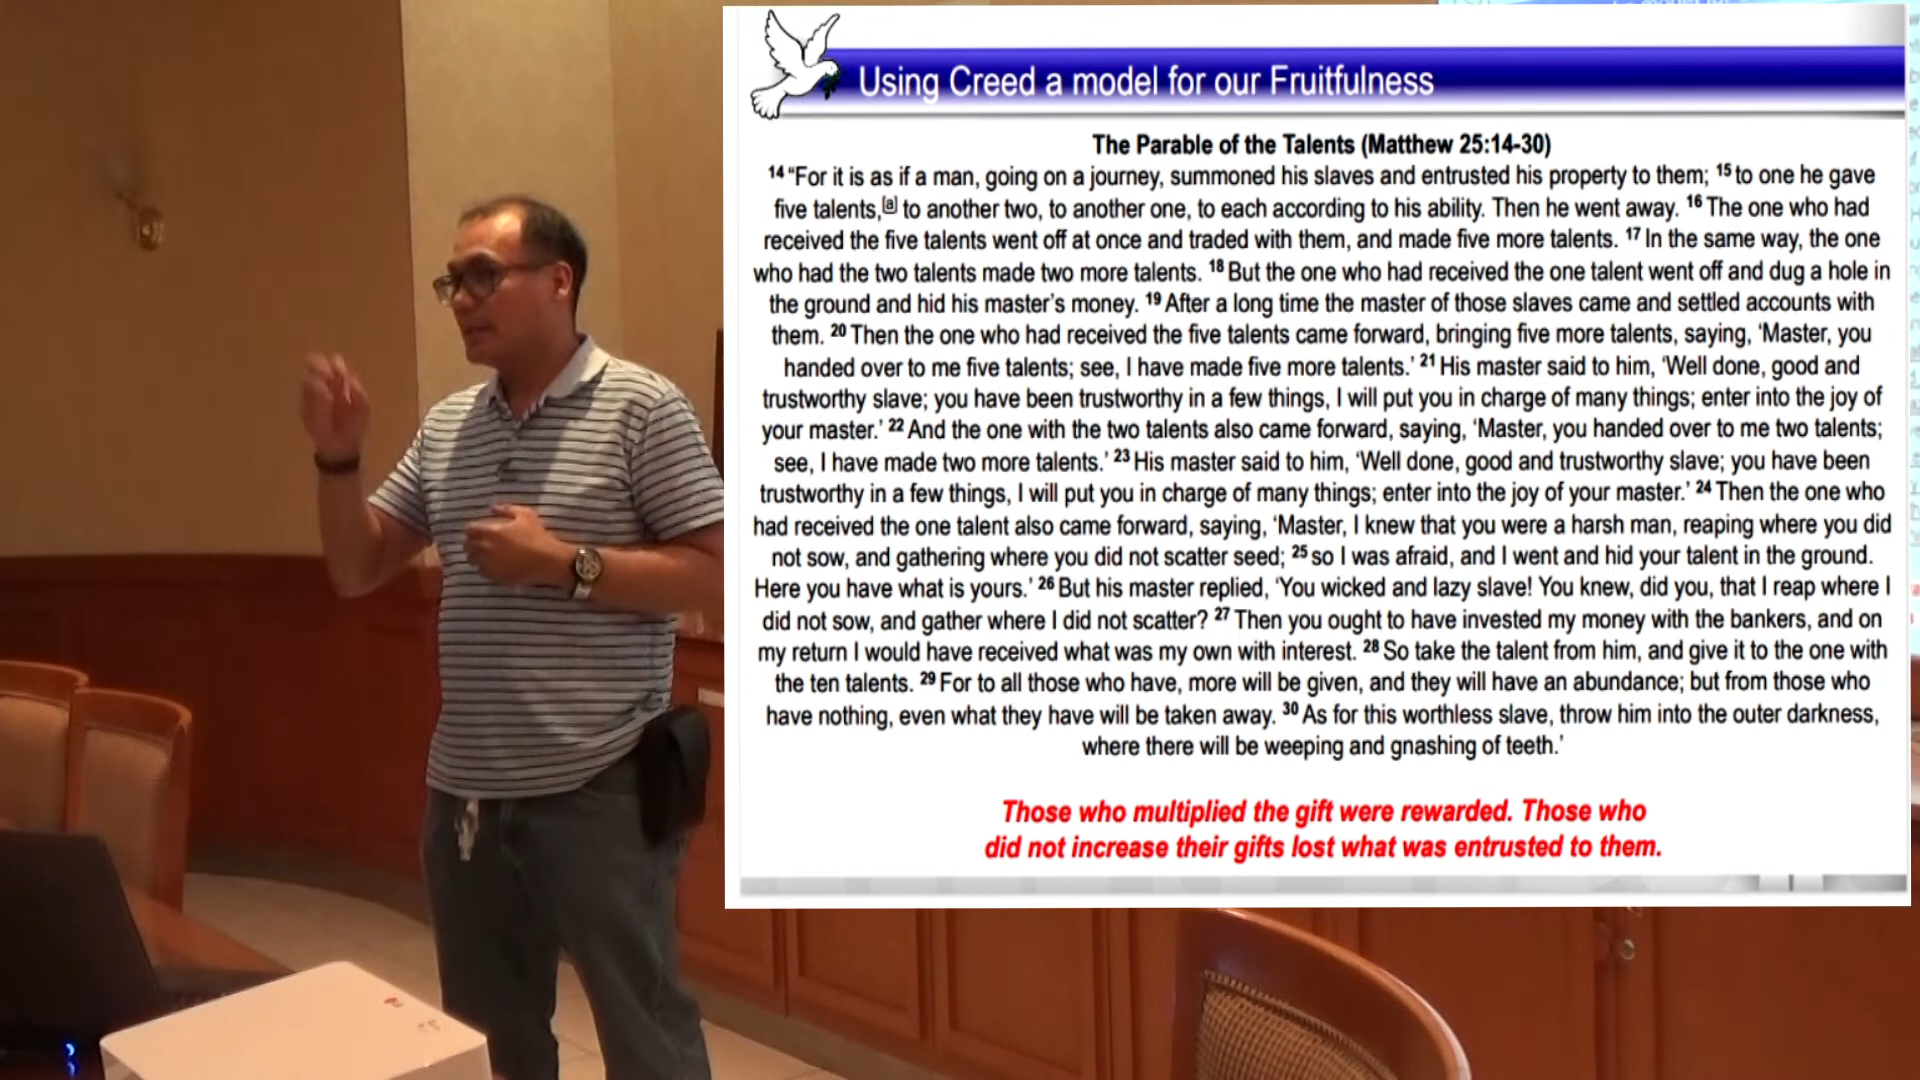 Using Creed a model for our Fruitfulness
The Parable of the Talents (Matthew 25:14-30)
14 “For it is as if a man, going on a journey, summoned his slaves and entrusted his property to them; 15 to one he gave
five talents,[a] to another two, to another one, to each according to his ability. Then he went away. 16 The one who had
received the five talents went off at once and traded with them, and made five more talents. 17 In the same way, the one
who had the two talents made two more talents. 18 But the one who had received the one talent went off and dug a hole in
the ground and hid his master’s money. 19 After a long time the master of those slaves came and settled accounts with
them. 20 Then the one who had received the five talents came forward, bringing five more talents, saying, ‘Master, you
handed over to me five talents; see, I have made five more talents.’ 21 His master said to him, ‘Well done, good and
trustworthy slave; you have been trustworthy in a few things, I will put you in charge of many things; enter into the joy of
your master.’ 22 And the one with the two talents also came forward, saying, ‘Master, you handed over to me two talents;
see, I have made two more talents.’ 23 His master said to him, ‘Well done, good and trustworthy slave; you have been
trustworthy in a few things, I will put you in charge of many things; enter into the joy of your master.’ 24 Then the one who
had received the one talent also came forward, saying, ‘Master, I knew that you were a harsh man, reaping where you did
not sow, and gathering where you did not scatter seed; 25 so I was afraid, and I went and hid your talent in the ground.
Here you have what is yours.’ 26 But his master replied, ‘You wicked and lazy slave! You knew, did you, that I reap where I
did not sow, and gather where I did not scatter? 27 Then you ought to have invested my money with the bankers, and on
my return I would have received what was my own with interest. 28 So take the talent from him, and give it to the one with
the ten talents. 29 For to all those who have, more will be given, and they will have an abundance; but from those who
have nothing, even what they have will be taken away. 30 As for this worthless slave, throw him into the outer darkness,
where there will be weeping and gnashing of teeth.’
Those who multiplied the gift were rewarded. Those who
did not increase their gifts lost what was entrusted to them.